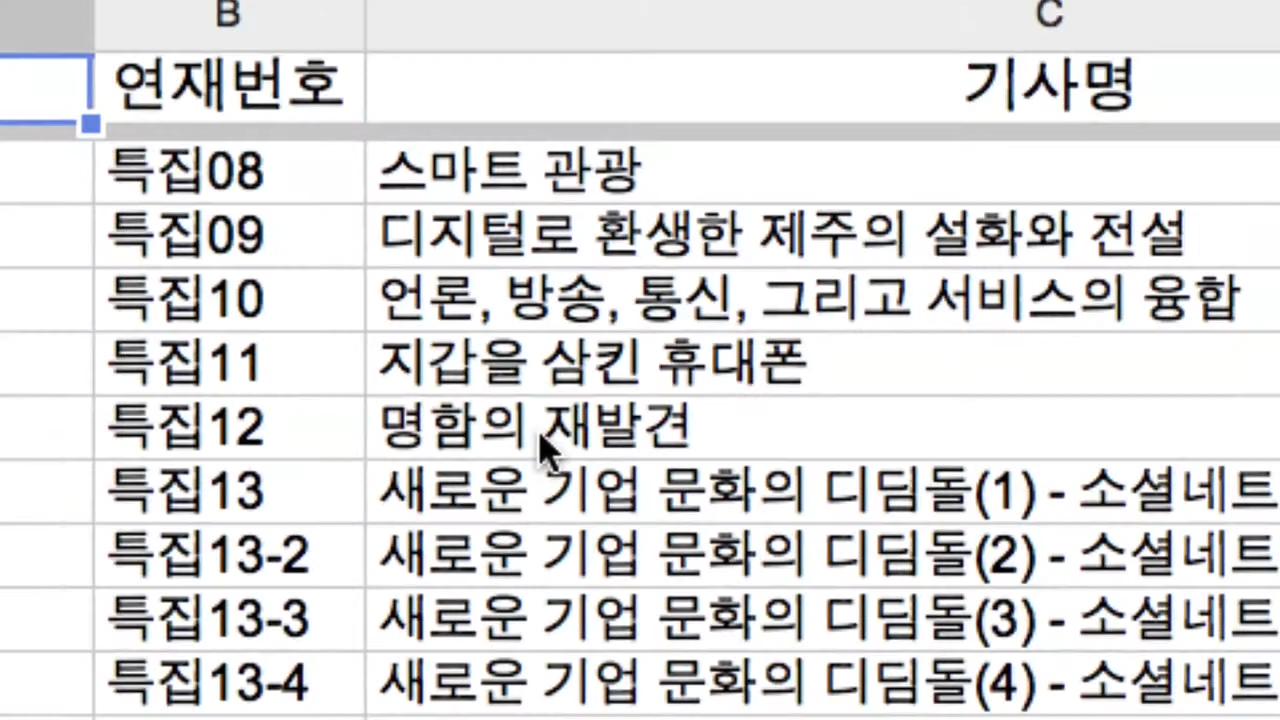 B C
연재번호 기사명
특집08 스마트 관광
특집09 디지털로 환생한 제주의 설화와 전설
특집10 언론, 방송, 통신, 그리고 서비스의 융합
특집11 지갑을 삼킨 휴대폰
특집12 명함의 재발견
특집13 새로운 기업 문화의 디딤돌(1) - 소셜네트
특집13-2 새로운 기업 문화의 디딤돌(2) - 소셜네트
특집13-3 새로운 기업 문화의 디딤돌(3) - 소셜네트
특집13-4 새로운 기업 문화의 디딤돌(4) - 소셜네트